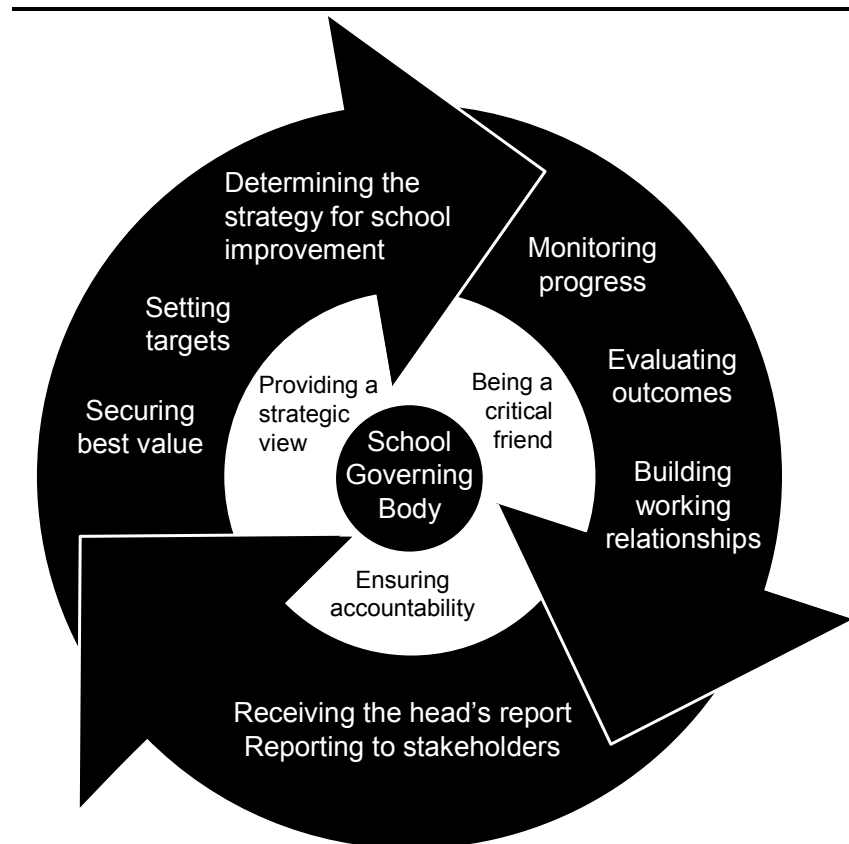 Determining the
strategy for school
improvement
Setting
targets
Securing
best value
Monitoring
progress
Evaluating
outcomes
Building
working
relationships
Providing a
strategic
view
Being a
critical
friend
School
Governing
Body
Ensuring
accountability
Receiving the head’s report
Reporting to stakeholders